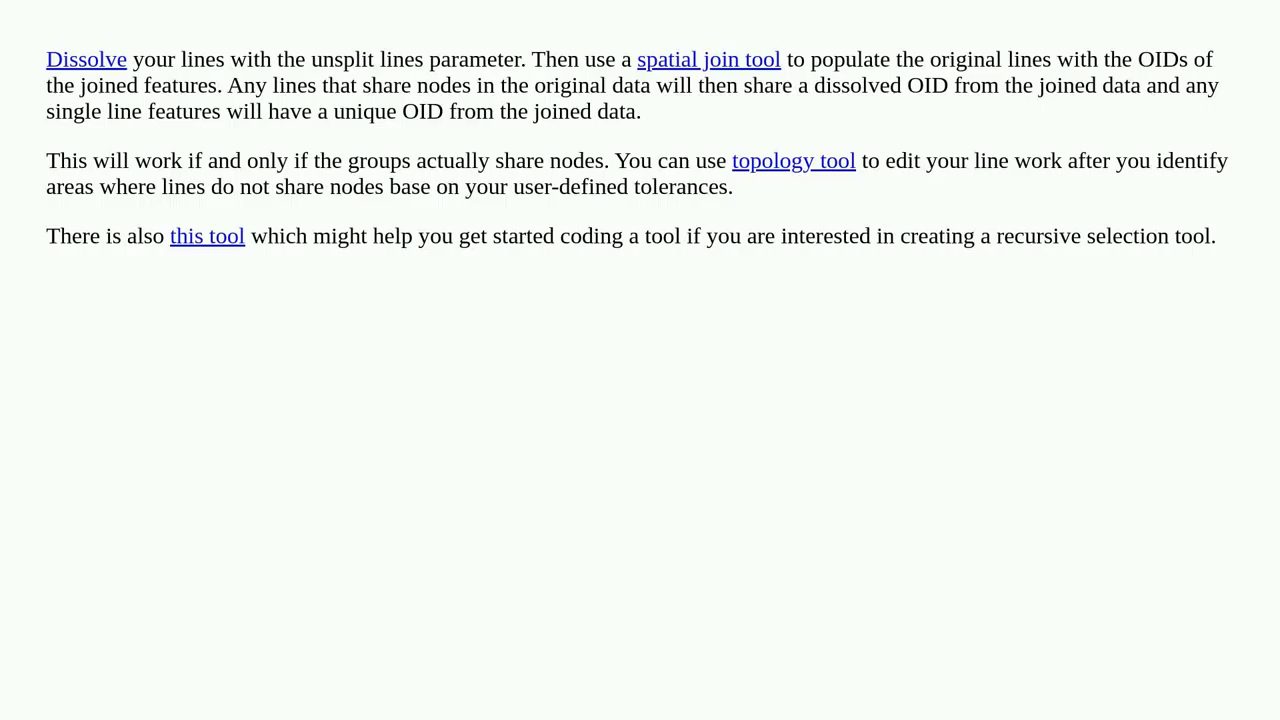 Dissolve your lines with the unsplit lines parameter. Then use a spatial join tool to populate the original lines with the OIDs of
the joined features. Any lines that share nodes in the original data will then share a dissolved OID from the joined data and any
single line features will have a unique OID from the joined data.
This will work if and only if the groups actually share nodes. You can use topology tool to edit your line work after you identify
areas where lines do not share nodes base on your user-defined tolerances.
There is also this tool which might help you get started coding a tool if you are interested in creating a recursive selection tool.